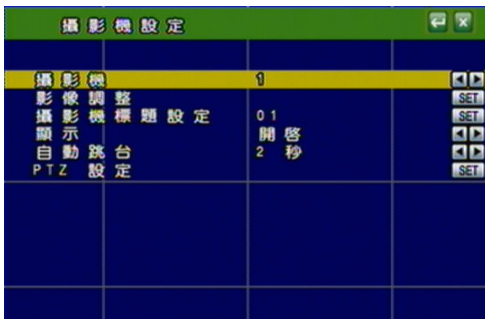 攝影機設定
攝影機 1
影像調整 SET
攝影機標題設定 01 SET
顯示 開啓
自動跳台 2 秒
PTZ 設定 SET